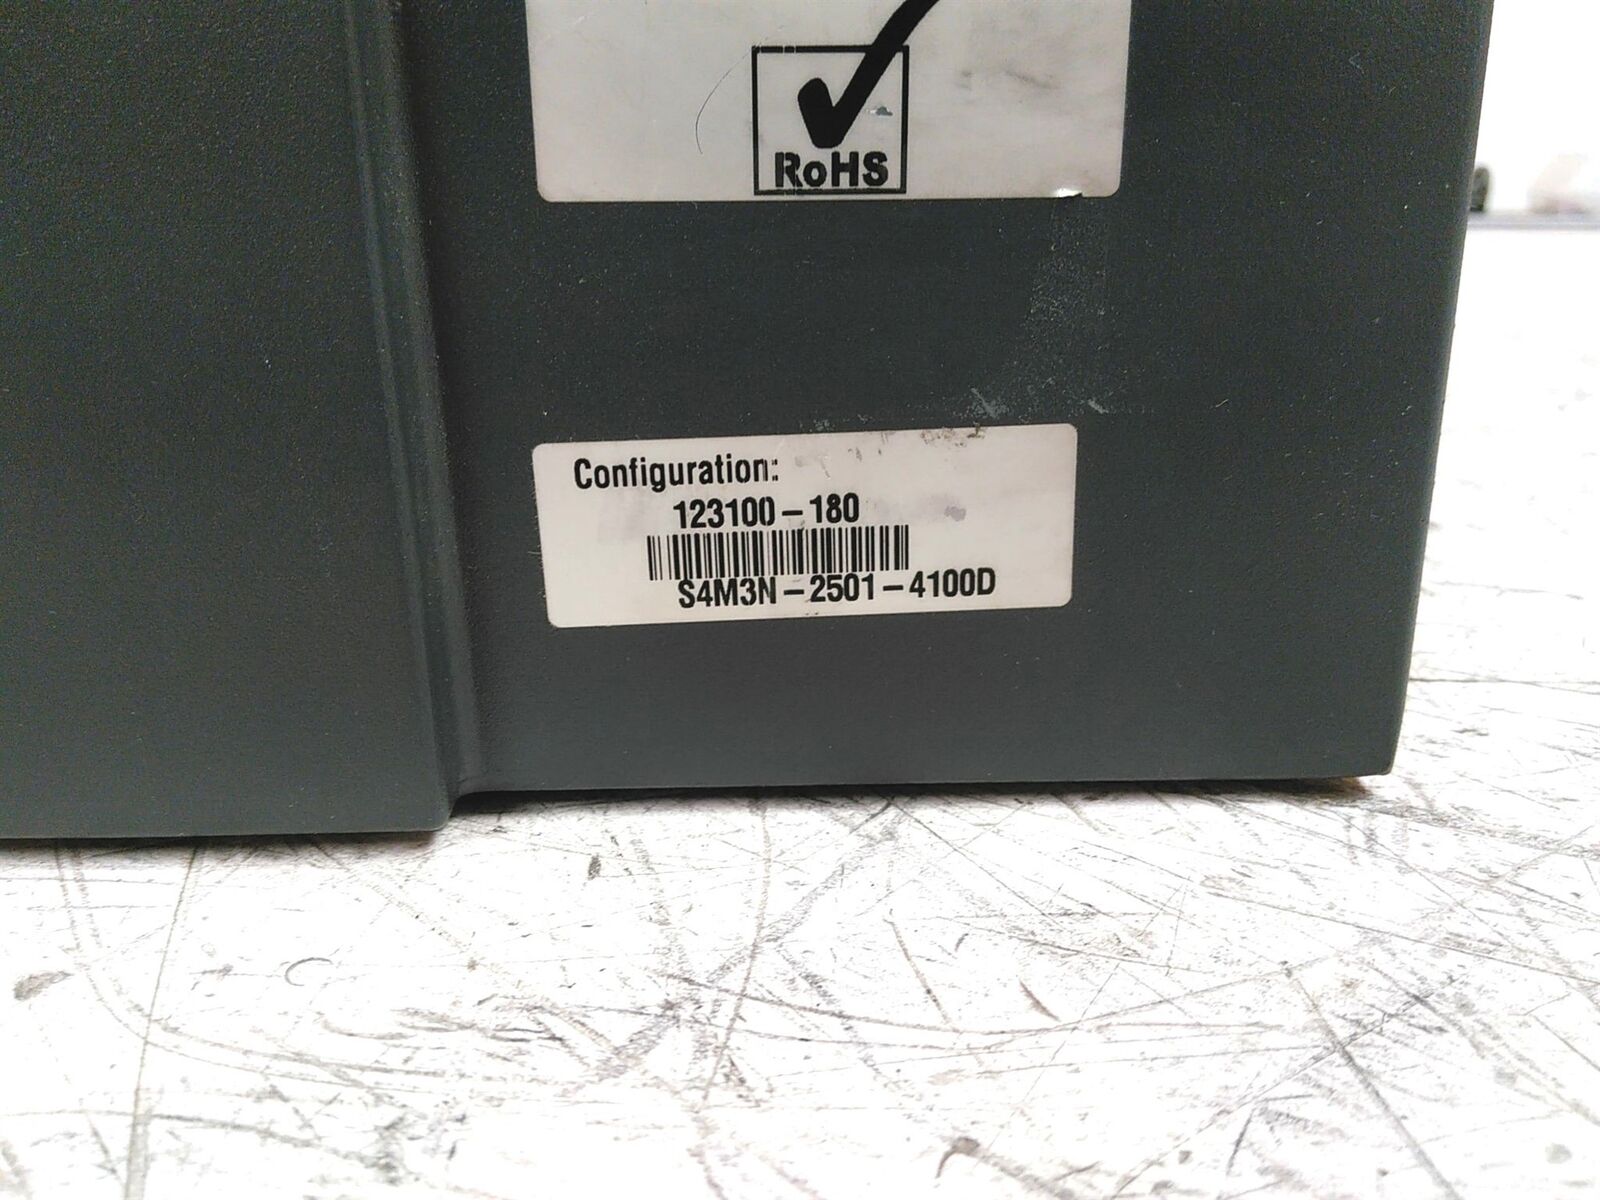 RoHS
Configuration:
123100-180
S4M3N-2501-4100D